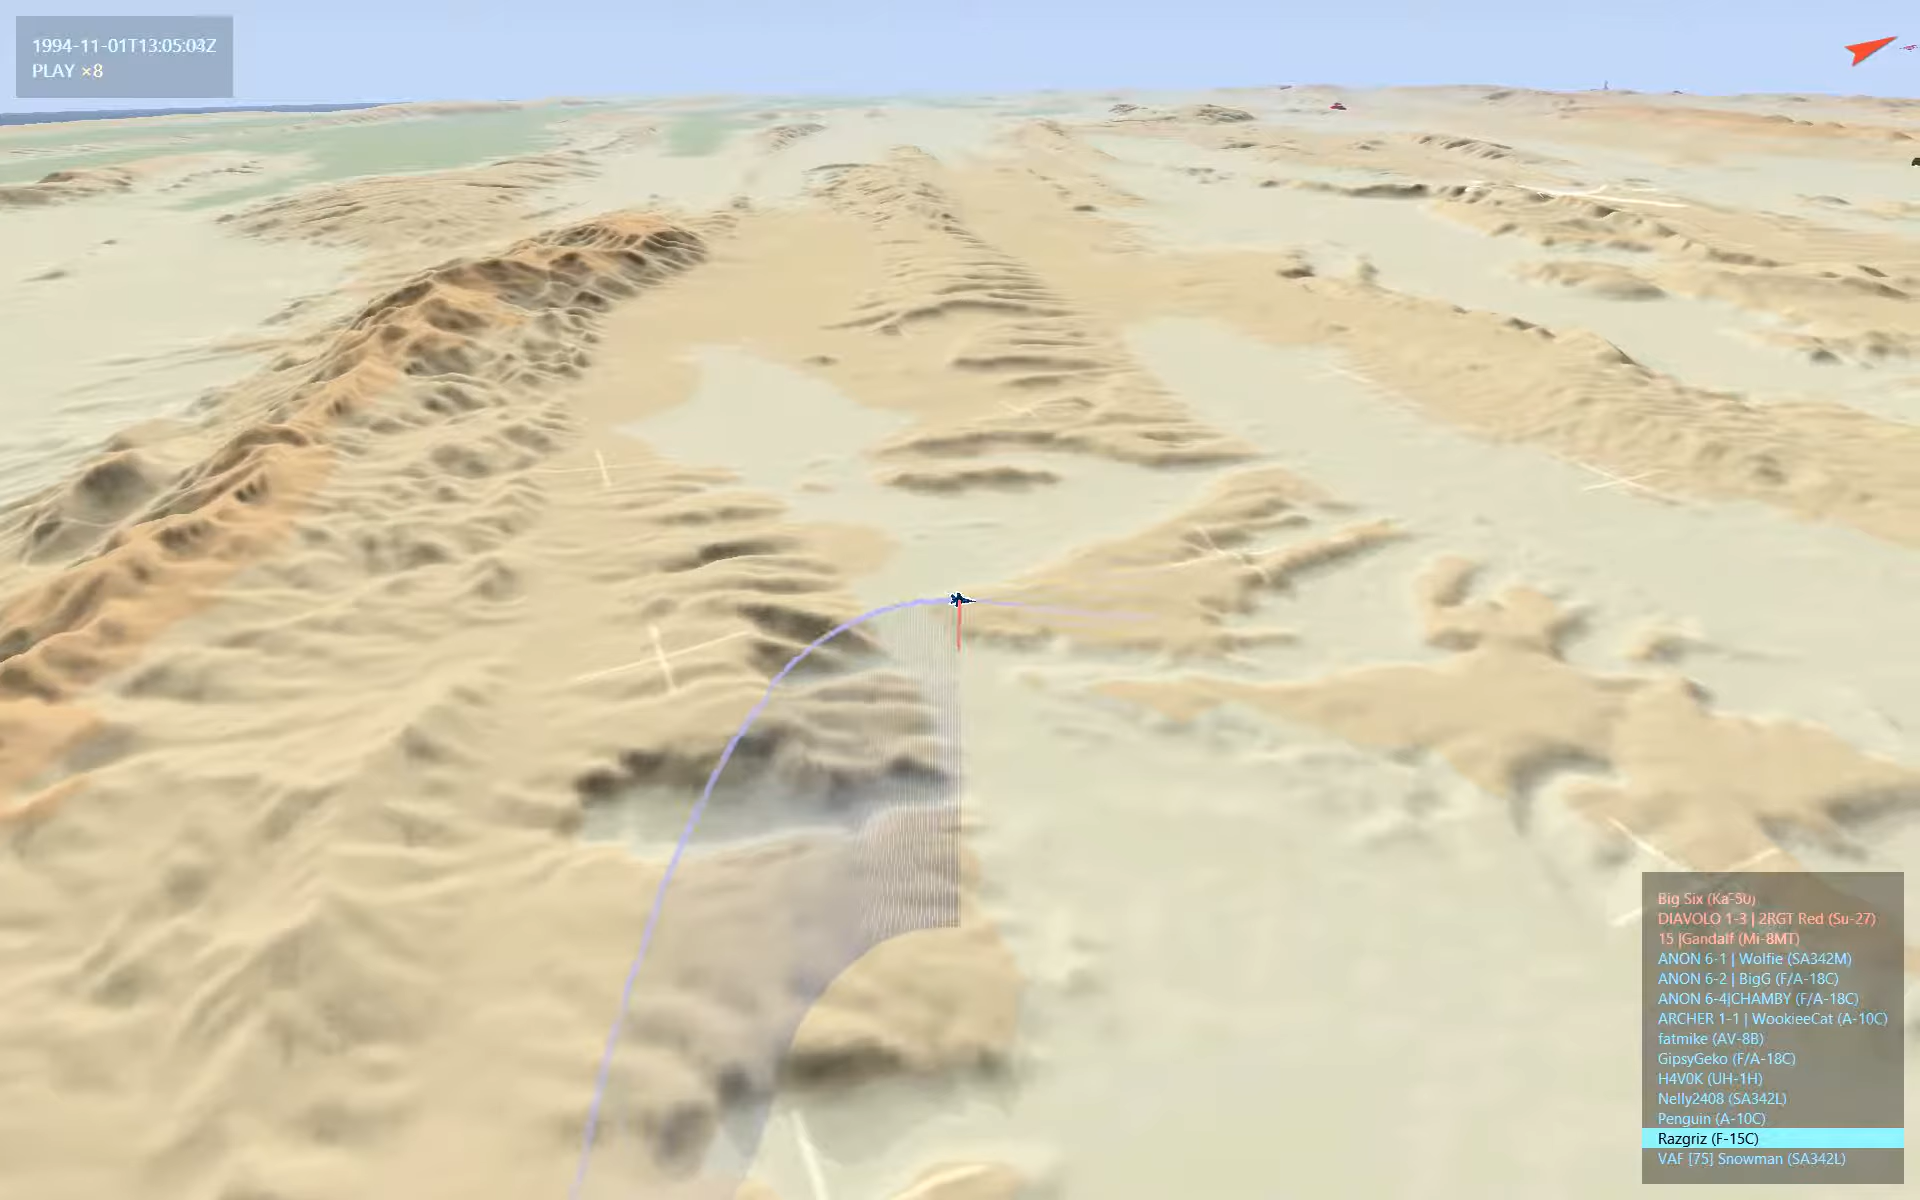 1994-11-01T13:05:03Z
PLAY ×8
Big Six (Ka-50)
DIAVOLO 1-3 | 2RGT Red (Su-27)
15 |Gandalf (Mi-8MT)
ANON 6-1 | Wolfie (SA342M)
ANON 6-2 | BigG (F/A-18C)
ANON 6-4|CHAMBY (F/A-18C)
ARCHER 1-1 | WookieeCat (A-10C)
fatmike (AV-8B)
GipsyGeko (F/A-18C)
H4V0K (UH-1H)
Nelly2408 (SA342L)
Penguin (A-10C)
Razgriz (F-15C)
VAF [75] Snowman (SA342L)